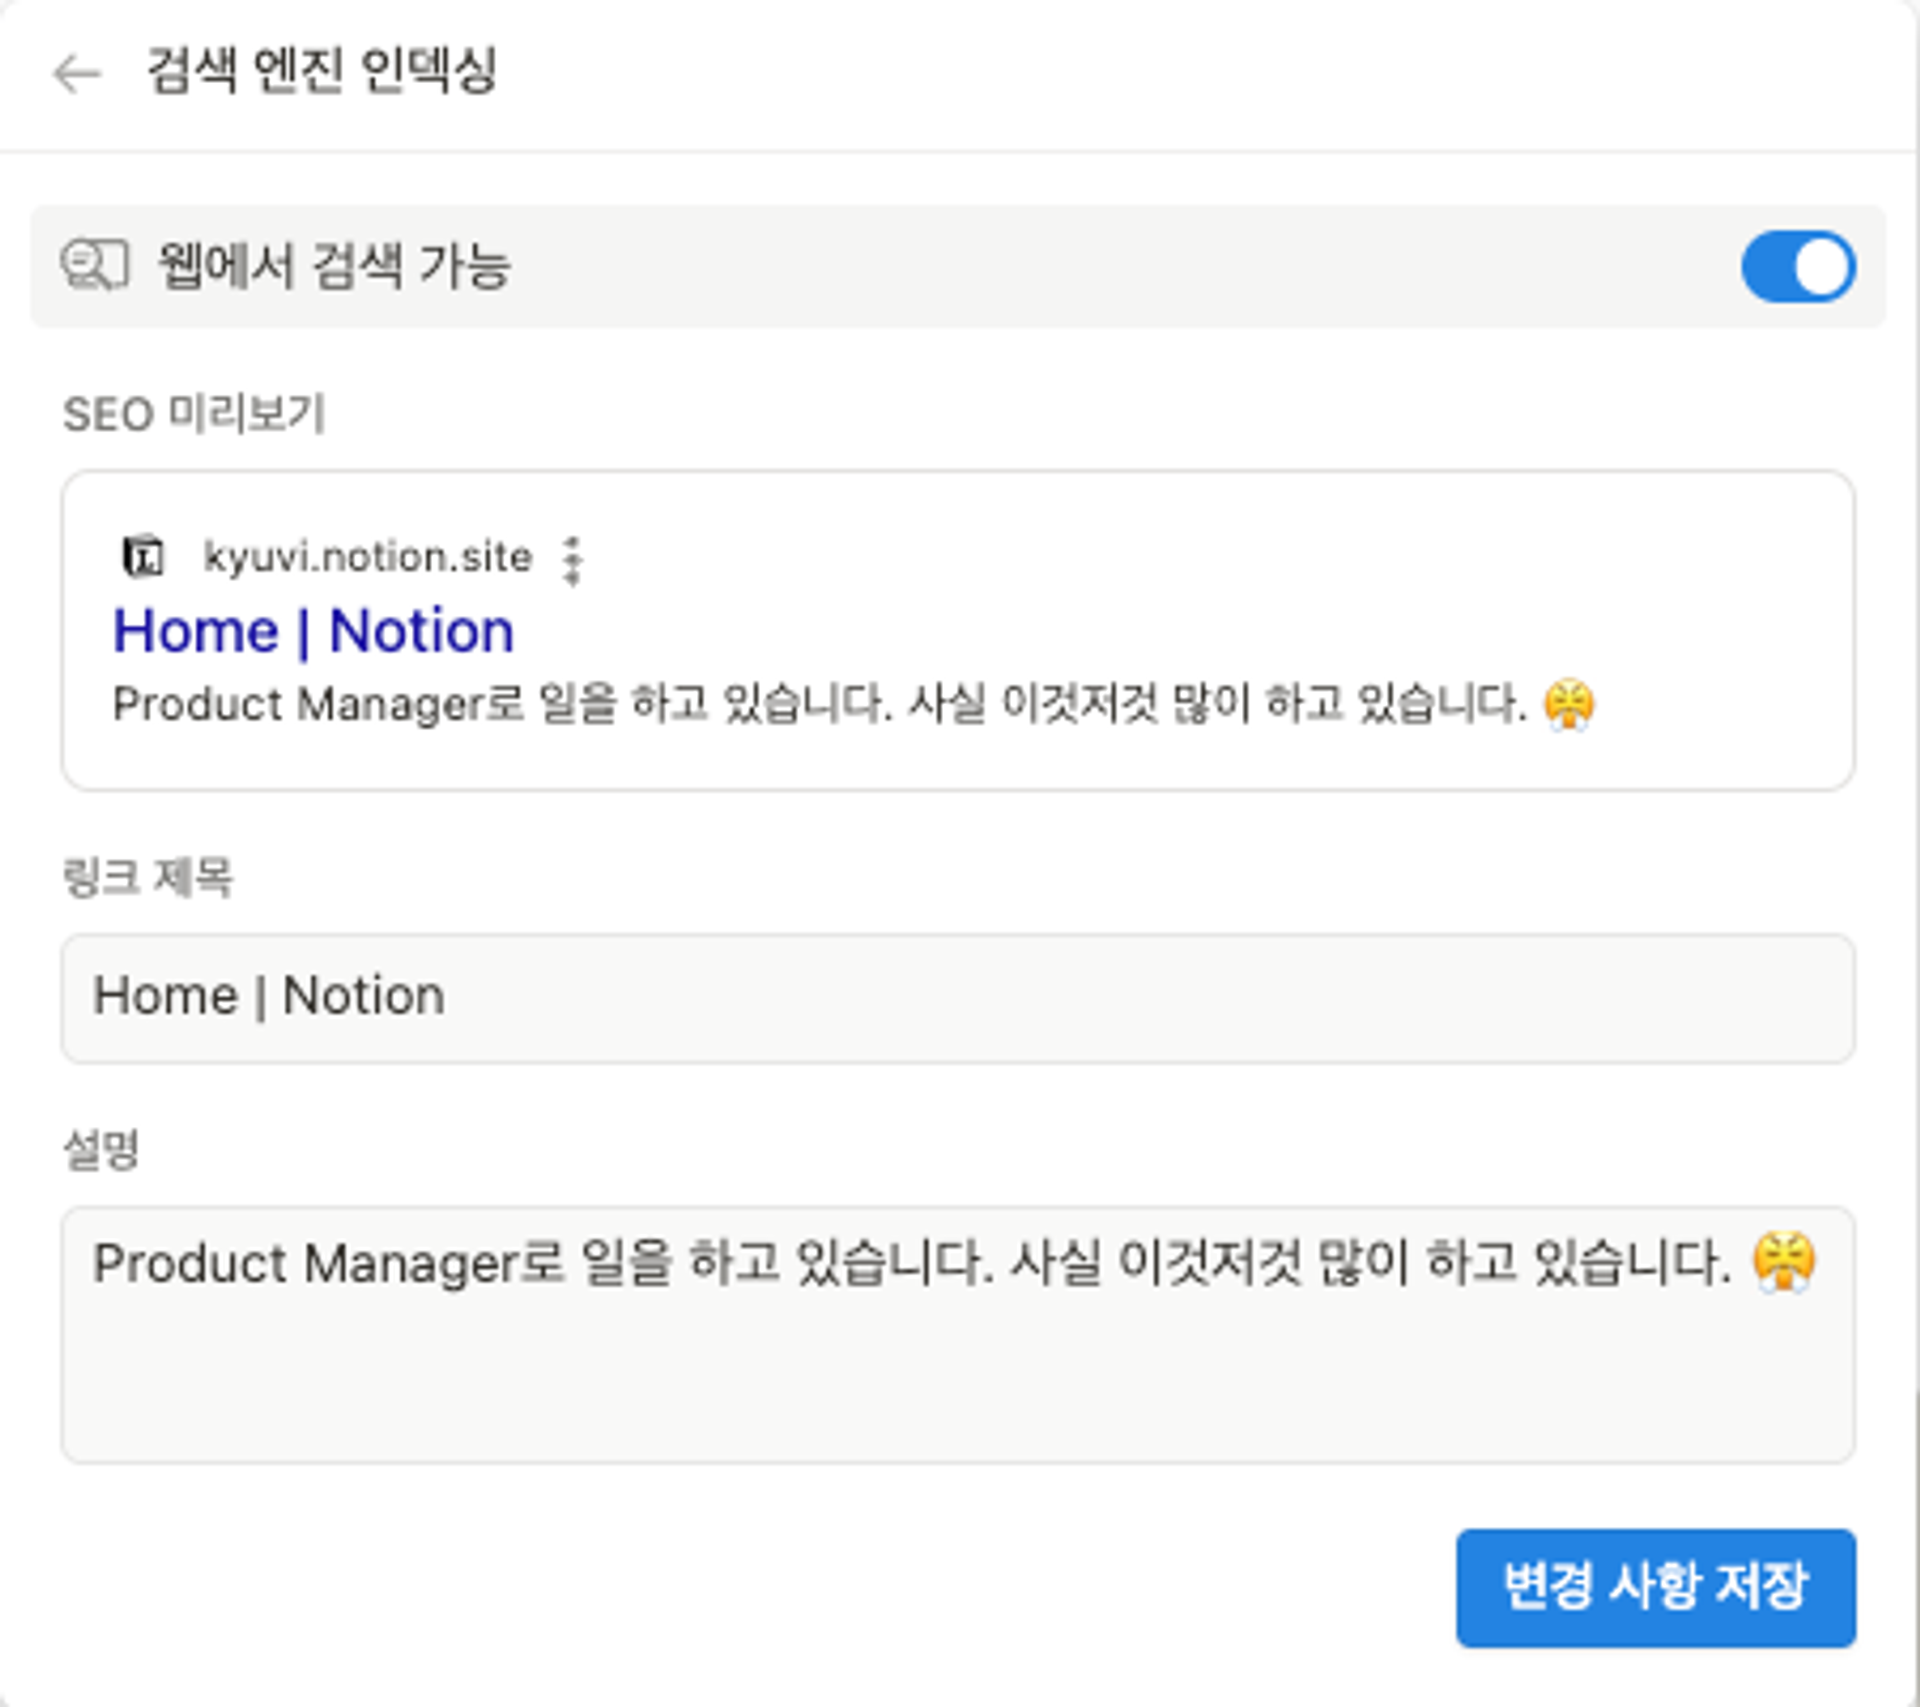 검색 엔진 인덱싱
웹에서 검색 가능
SEO 미리보기
kyuvi.notion.site
Home | Notion
Product Manager로 일을 하고 있습니다. 사실 이것저것 많이 하고 있습니다. 😤
링크 제목
Home | Notion
설명
Product Manager로 일을 하고 있습니다. 사실 이것저것 많이 하고 있습니다. 😤
변경 사항 저장